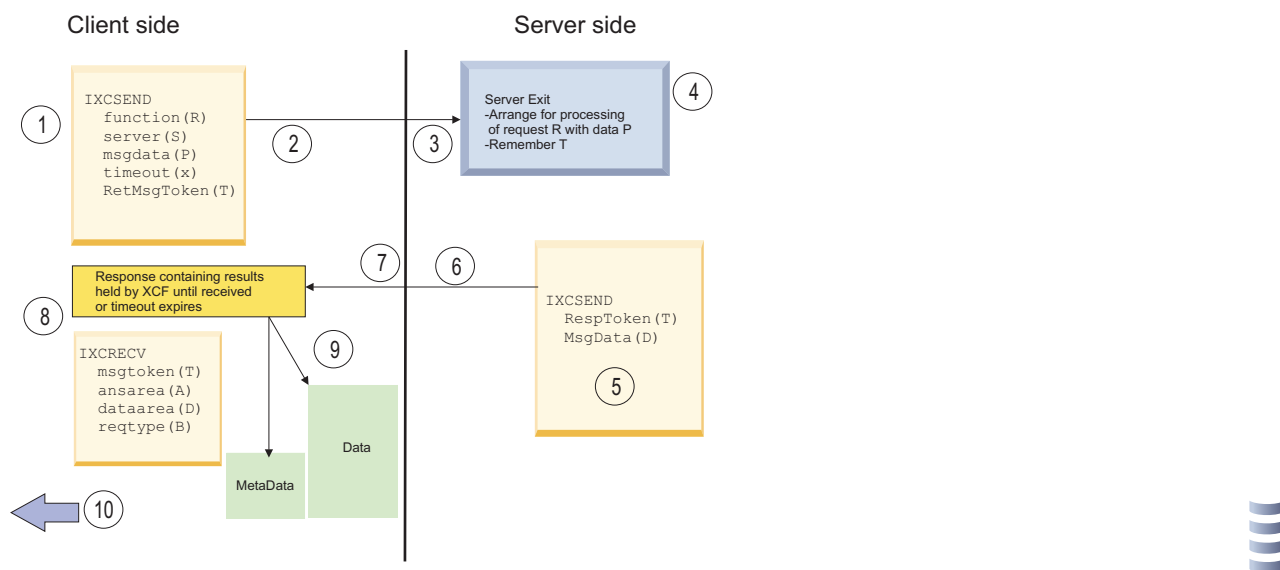 Client side
Server side
1
IXCSEND
function(R)
server(S)
msgdata(P)
timeout(x)
RetMsgToken(T)
2
3
Server Exit
-Arrange for processing
of request R with data P
-Remember T
4
7
6
Response containing results
held by XCF until received
or timeout expires
IXCSEND
RespToken(T)
MsgData(D)
5
8
IXCRECV
msgtoken(T)
ansarea(A)
dataarea(D)
reqtype(B)
9
Data
MetaData
10